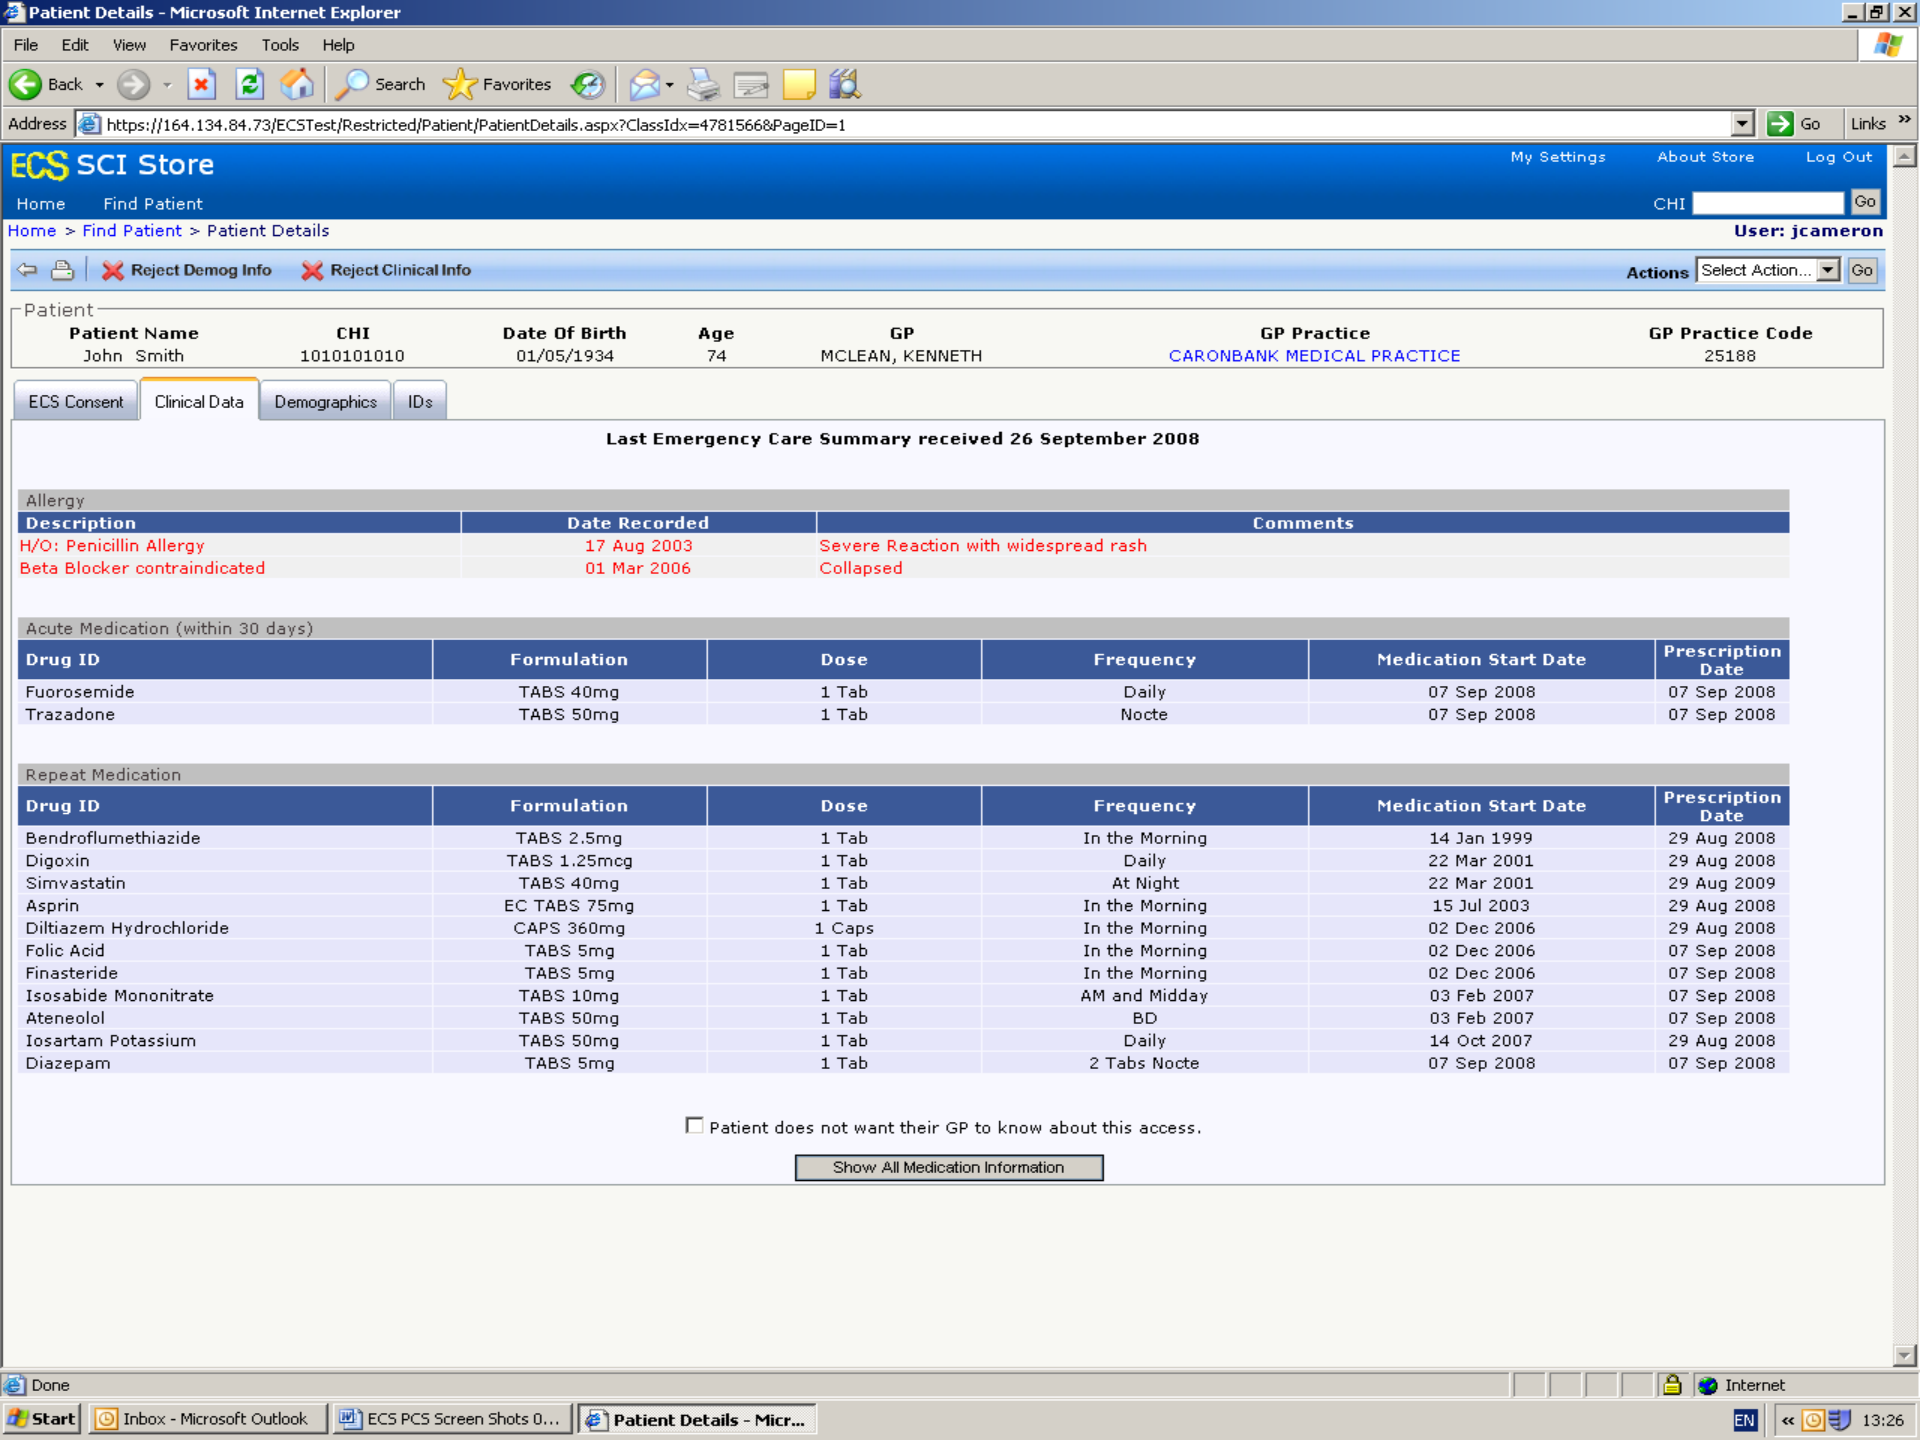 Patient Details - Microsoft Internet Explorer
File Edit View Favorites Tools Help
Back Search Favorites
Address https://164.134.84.73/ECSTest/Restricted/Patient/PatientDetails.aspx?ClassIdx=4781566&PageID=1 Go Links »
ECS SCI Store My Settings About Store Log Out
Home Find Patient CHI Go
Home > Find Patient > Patient Details User: jcameron
Reject Demog Info Reject Clinical Info Actions Select Action... Go
Patient
Patient Name CHI Date Of Birth Age GP GP Practice GP Practice Code
John Smith 1010101010 01/05/1934 74 MCLEAN, KENNETH CARONBANK MEDICAL PRACTICE 25188
ECS Consent Clinical Data Demographics IDs
Last Emergency Care Summary received 26 September 2008
Allergy
Description Date Recorded Comments
H/O: Penicillin Allergy 17 Aug 2003 Severe Reaction with widespread rash
Beta Blocker contraindicated 01 Mar 2006 Collapsed
Acute Medication (within 30 days)
Drug ID Formulation Dose Frequency Medication Start Date Prescription Date
Fuorosemide TABS 40mg 1 Tab Daily 07 Sep 2008 07 Sep 2008
Trazadone TABS 50mg 1 Tab Nocte 07 Sep 2008 07 Sep 2008
Repeat Medication
Drug ID Formulation Dose Frequency Medication Start Date Prescription Date
Bendroflumethiazide TABS 2.5mg 1 Tab In the Morning 14 Jan 1999 29 Aug 2008
Digoxin TABS 1.25mcg 1 Tab Daily 22 Mar 2001 29 Aug 2008
Simvastatin TABS 40mg 1 Tab At Night 22 Mar 2001 29 Aug 2009
Asprin EC TABS 75mg 1 Tab In the Morning 15 Jul 2003 29 Aug 2008
Diltiazem Hydrochloride CAPS 360mg 1 Caps In the Morning 02 Dec 2006 29 Aug 2008
Folic Acid TABS 5mg 1 Tab In the Morning 02 Dec 2006 07 Sep 2008
Finasteride TABS 5mg 1 Tab In the Morning 02 Dec 2006 07 Sep 2008
Isosabide Mononitrate TABS 10mg 1 Tab AM and Midday 03 Feb 2007 07 Sep 2008
Ateneolol TABS 50mg 1 Tab BD 03 Feb 2007 07 Sep 2008
Iosartam Potassium TABS 50mg 1 Tab Daily 14 Oct 2007 29 Aug 2008
Diazepam TABS 5mg 1 Tab 2 Tabs Nocte 07 Sep 2008 07 Sep 2008
Patient does not want their GP to know about this access.
Show All Medication Information
Done Internet
Start Inbox - Microsoft Outlook ECS PCS Screen Shots 0... Patient Details - Micr... EN « 13:26